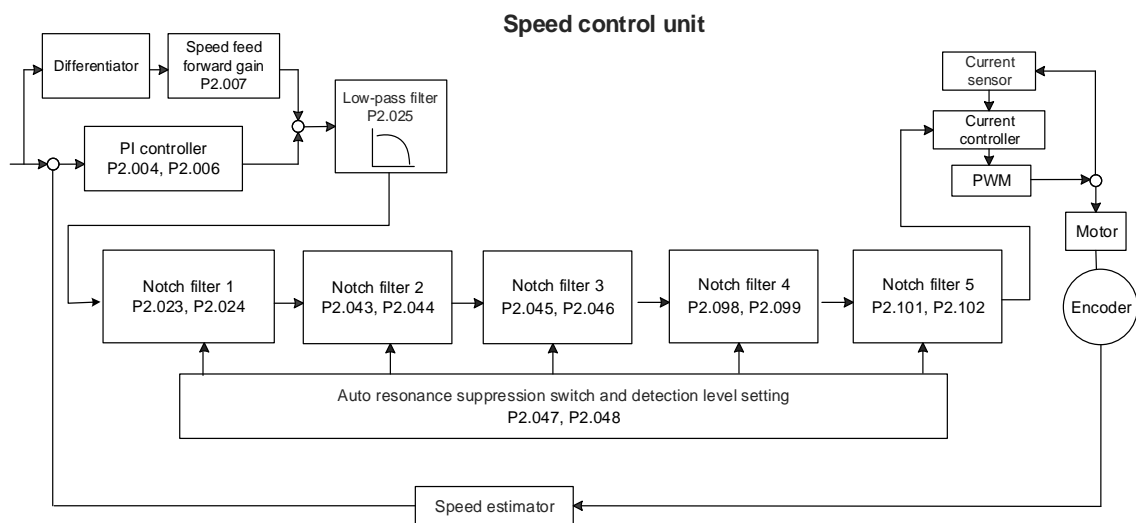 Speed control unit
Differentiator
Speed feed
forward gain
P2.007
PI controller
P2.004, P2.006
Low-pass filter
P2.025
Current
sensor
Current
controller
PWM
Motor
Encoder
Notch filter 1
P2.023, P2.024
Notch filter 2
P2.043, P2.044
Notch filter 3
P2.045, P2.046
Notch filter 4
P2.098, P2.099
Notch filter 5
P2.101, P2.102
Auto resonance suppression switch and detection level setting
P2.047, P2.048
Speed estimator